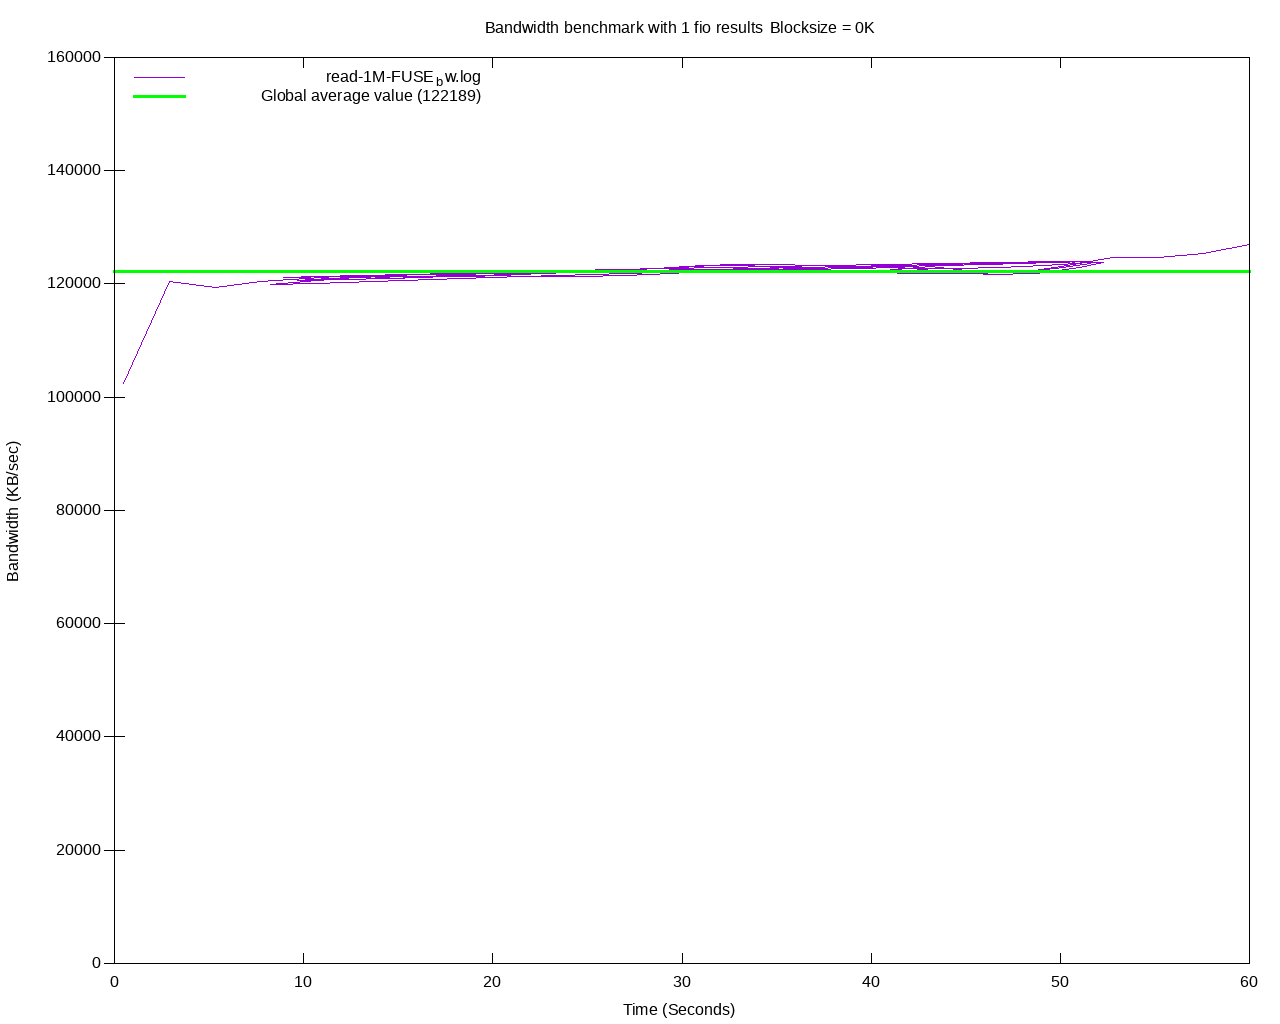 Bandwidth benchmark with 1 fio results Blocksize = 0K
160000
140000
120000
100000
80000
60000
40000
20000
0
read-1M-FUSEbw.log
Global average value (122189)
Bandwidth (KB/sec)
0 10 20 30 40 50 60
Time (Seconds)